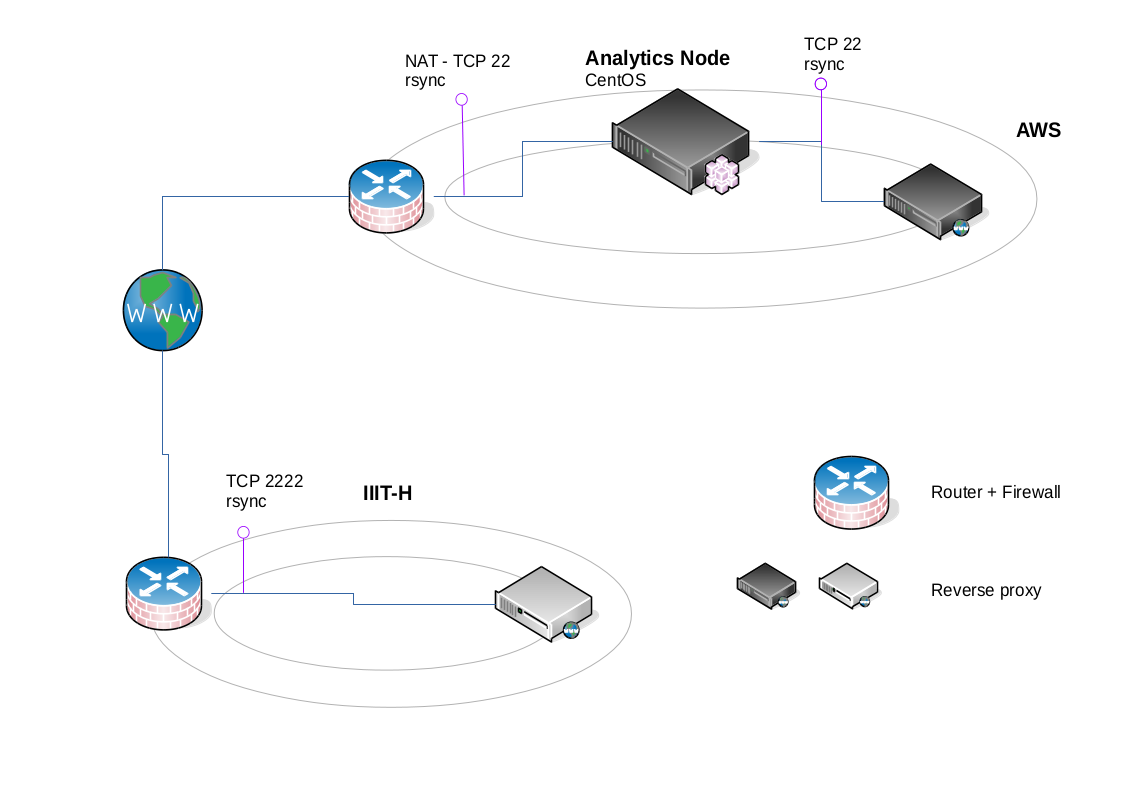 NAT - TCP 22
rsync
Analytics Node
CentOS
TCP 22
rsync
AWS
W W W
TCP 2222
rsync
IIIT-H
Router + Firewall
Reverse proxy